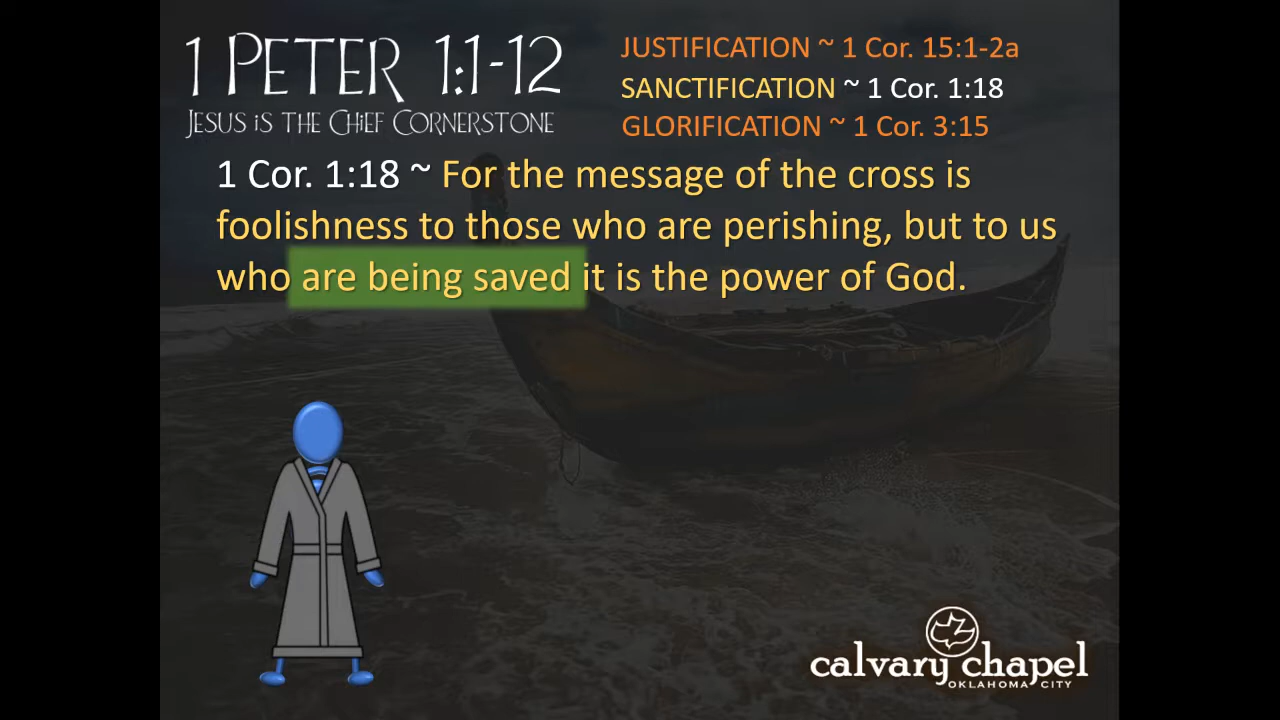 1 PETER 1:1-12
JESUS IS THE CHIEF CORNERSTONE
JUSTIFICATION ~ 1 Cor. 15:1-2a
SANCTIFICATION ~ 1 Cor. 1:18
GLORIFICATION ~ 1 Cor. 3:15
1 Cor. 1:18 ~ For the message of the cross is
foolishness to those who are perishing, but to us
who are being saved it is the power of God.
calvary chapel
OKLAHOMA CITY